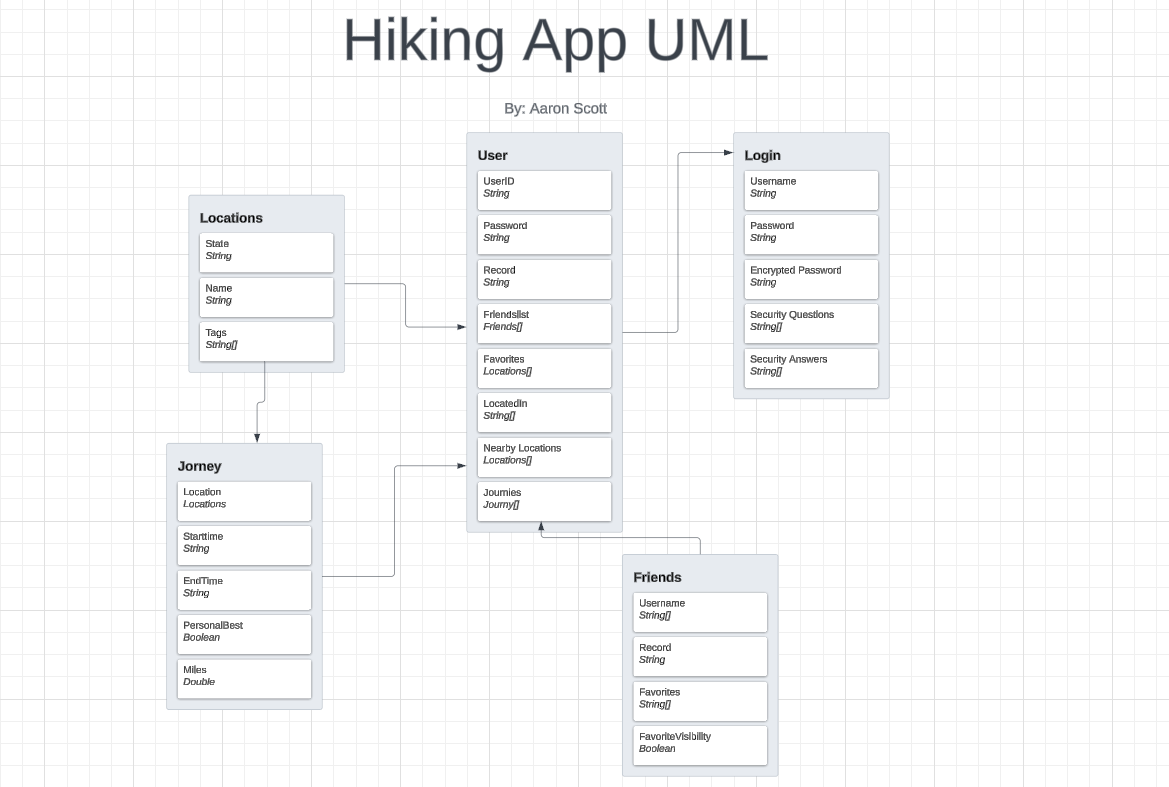 Hiking App UML
By: Aaron Scott
User
UserID
String
Password
String
Record
String
Friendslist
Friends[]
Favorites
Locations[]
LocatedIn
String[]
Nearby Locations
Locations[]
Journies
Journy[]
Login
Username
String
Password
String
Encrypted Password
String
Security Questions
String[]
Security Answers
String[]
Locations
State
String
Name
String
Tags
String[]
Jorney
Location
Locations
Starttime
String
EndTime
String
PersonalBest
Boolean
Miles
Double
Friends
Username
String[]
Record
String
Favorites
String[]
FavoriteVisibility
Boolean